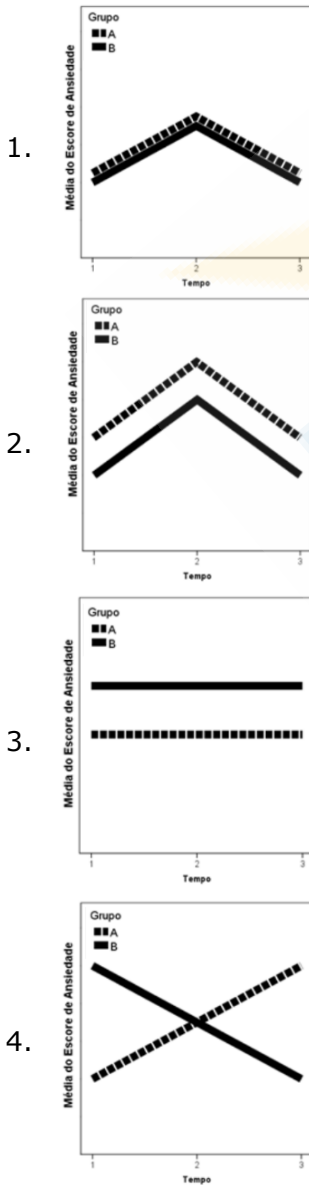 1.
Média do Escore de Ansiedade
Grupo
A
B
1 2 3
Tempo
2.
Média do Escore de Ansiedade
Grupo
A
B
1 2 3
Tempo
3.
Média do Escore de Ansiedade
Grupo
A
B
1 2 3
Tempo
4.
Média do Escore de Ansiedade
Grupo
A
B
1 2 3
Tempo